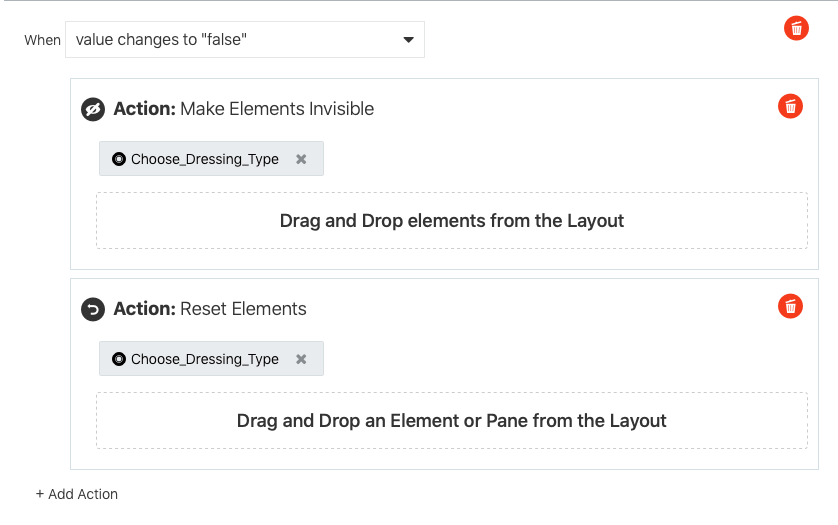 When value changes to "false"
Action: Make Elements Invisible
Choose_Dressing_Type
Drag and Drop elements from the Layout
Action: Reset Elements
Choose_Dressing_Type
Drag and Drop an Element or Pane from the Layout
+ Add Action